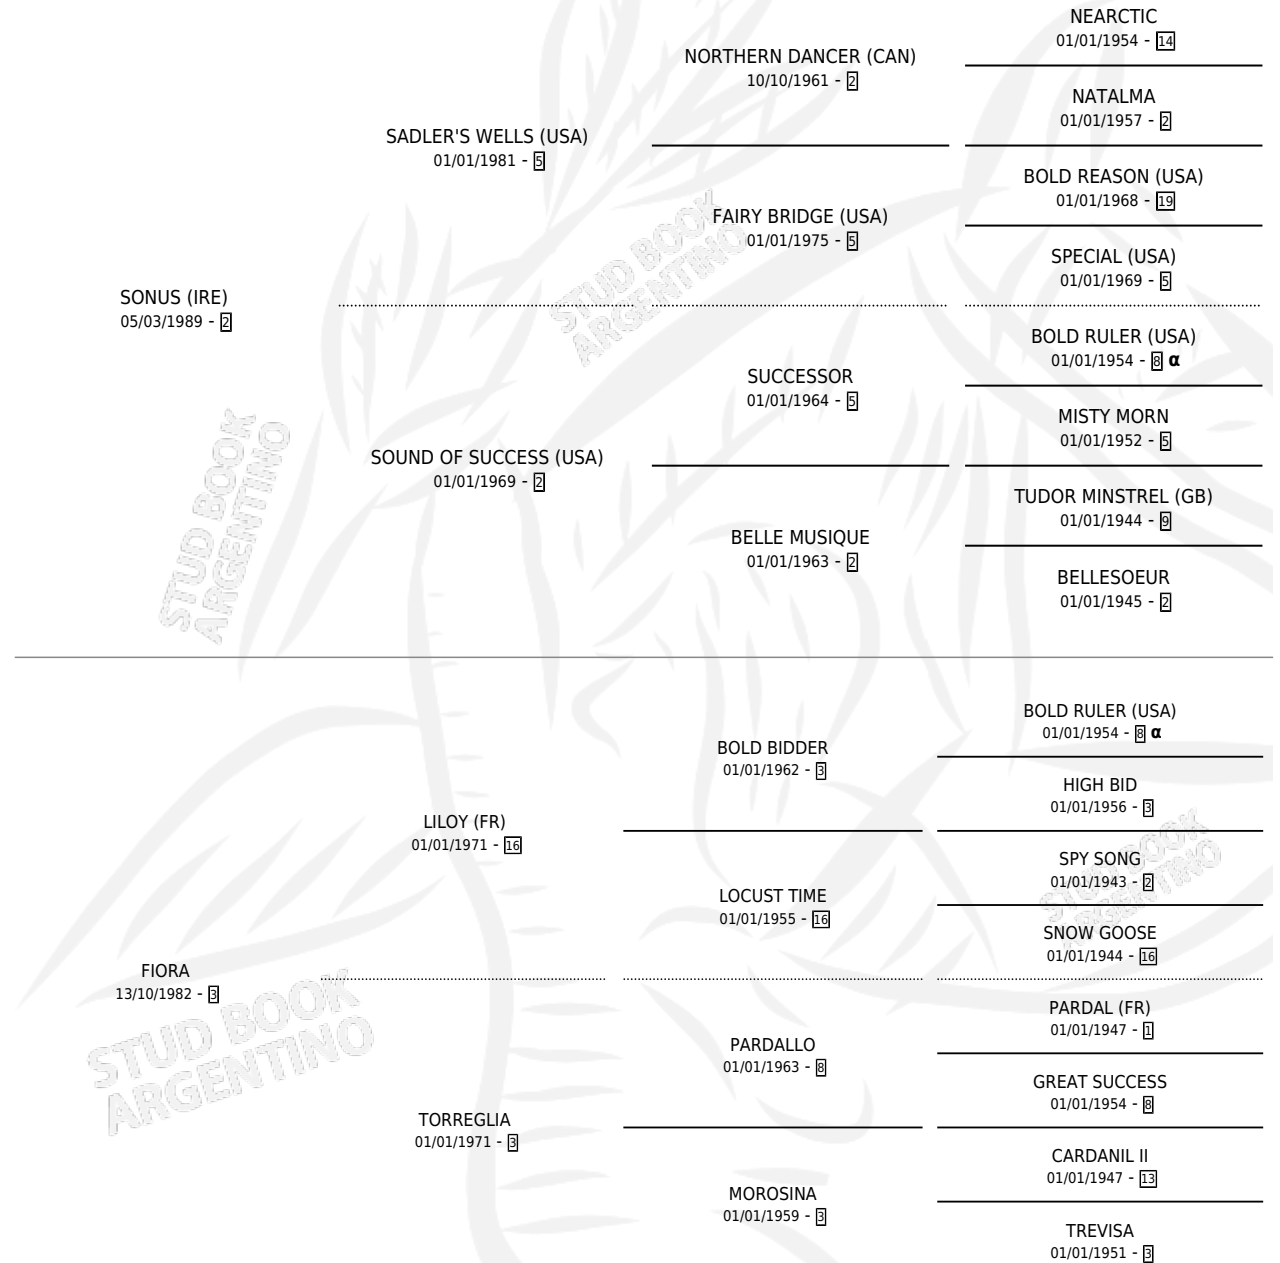 NEARCTIC
01/01/1954 - 14
NORTHERN DANCER (CAN)
10/10/1961 - 2
NATALMA
01/01/1957 - 2
SADLER'S WELLS (USA)
01/01/1981 - 5
BOLD REASON (USA)
01/01/1968 - 19
FAIRY BRIDGE (USA)
01/01/1975 - 5
SPECIAL (USA)
01/01/1969 - 5
SONUS (IRE)
05/03/1989 - 2
BOLD RULER (USA)
01/01/1954 - 8 α
SUCCESSOR
01/01/1964 - 5
MISTY MORN
01/01/1952 - 5
SOUND OF SUCCESS (USA)
01/01/1969 - 2
TUDOR MINSTREL (GB)
01/01/1944 - 9
BELLE MUSIQUE
01/01/1963 - 2
BELLESOEUR
01/01/1945 - 2
BOLD RULER (USA)
01/01/1954 - 8 α
BOLD BIDDER
01/01/1962 - 3
HIGH BID
01/01/1956 - 3
LILOY (FR)
01/01/1971 - 16
SPY SONG
01/01/1943 - 2
LOCUST TIME
01/01/1955 - 16
SNOW GOOSE
01/01/1944 - 16
FIORA
13/10/1982 - 3
PARDAL (FR)
01/01/1947 - 1
PARDALLO
01/01/1963 - 8
GREAT SUCCESS
01/01/1954 - 8
TORREGLIA
01/01/1971 - 3
CARDANIL II
01/01/1947 - 13
MOROSINA
01/01/1959 - 3
TREVISA
01/01/1951 - 3
STUD BOOK
ARGENTINO
STUD BOOK
ARGENTINO
STUD BOOK
ARGENTINO
STUD BOOK
ARGENTINO